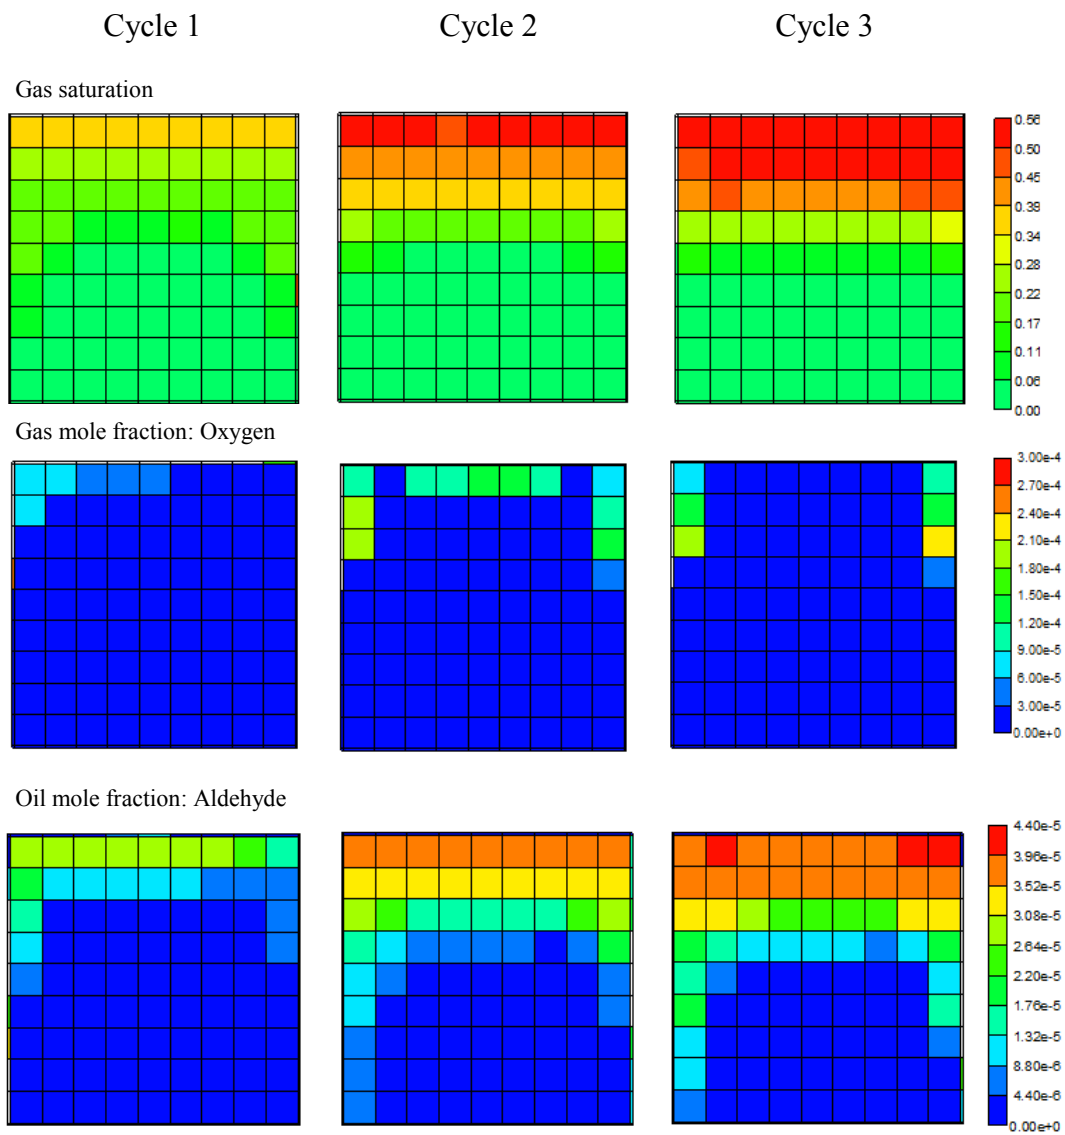 Cycle 1 Cycle 2 Cycle 3
Gas saturation
0.56
0.50
0.45
0.39
0.34
0.28
0.22
0.17
0.11
0.06
0.00
Gas mole fraction: Oxygen
3.00e-4
2.70e-4
2.40e-4
2.10e-4
1.80e-4
1.50e-4
1.20e-4
9.00e-5
6.00e-5
3.00e-5
0.00e+0
Oil mole fraction: Aldehyde
4.40e-5
3.96e-5
3.52e-5
3.08e-5
2.64e-5
2.20e-5
1.76e-5
1.32e-5
8.80e-6
4.40e-6
0.00e+0